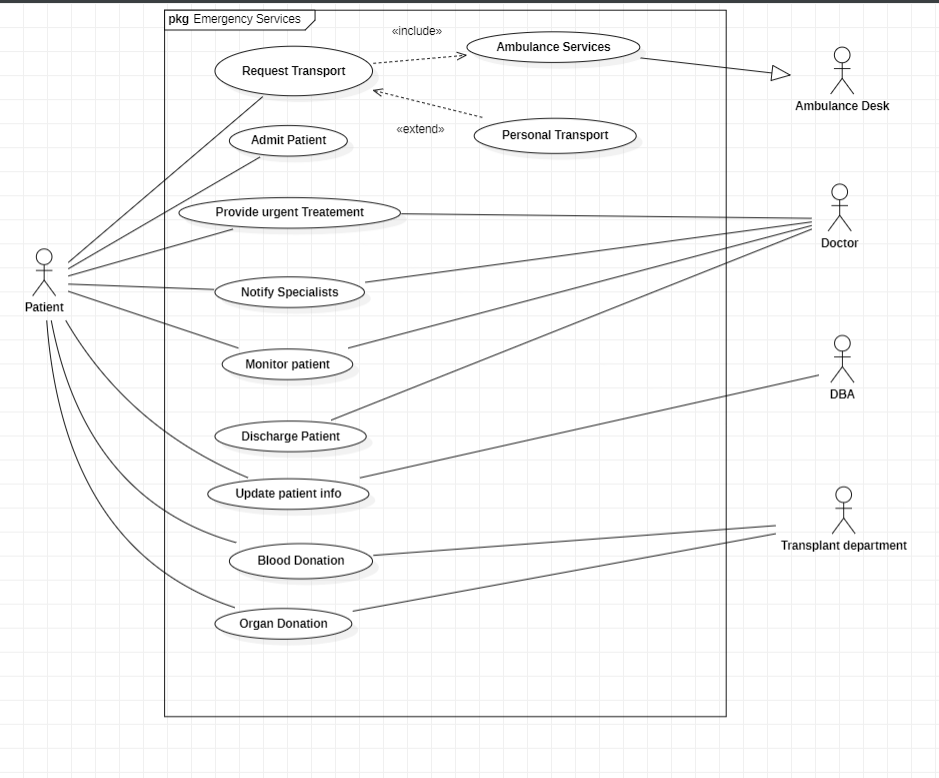 pkg Emergency Services
«include»
Ambulance Services
Request Transport
Ambulance Desk
«extend»
Personal Transport
Admit Patient
Provide urgent Treatement
Doctor
Notify Specialists
Patient
Monitor patient
DBA
Discharge Patient
Update patient info
Transplant department
Blood Donation
Organ Donation